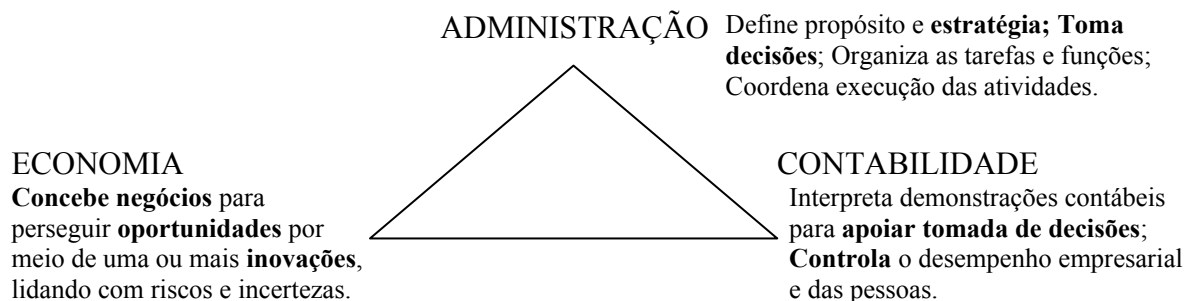 ADMINISTRAÇÃO
Define propósito e estratégia; Toma
decisões; Organiza as tarefas e funções;
Coordena execução das atividades.
ECONOMIA
Concebe negócios para
perseguir oportunidades por
meio de uma ou mais inovações,
lidando com riscos e incertezas.
CONTABILIDADE
Interpreta demonstrações contábeis
para apoiar tomada de decisões;
Controla o desempenho empresarial
e das pessoas.